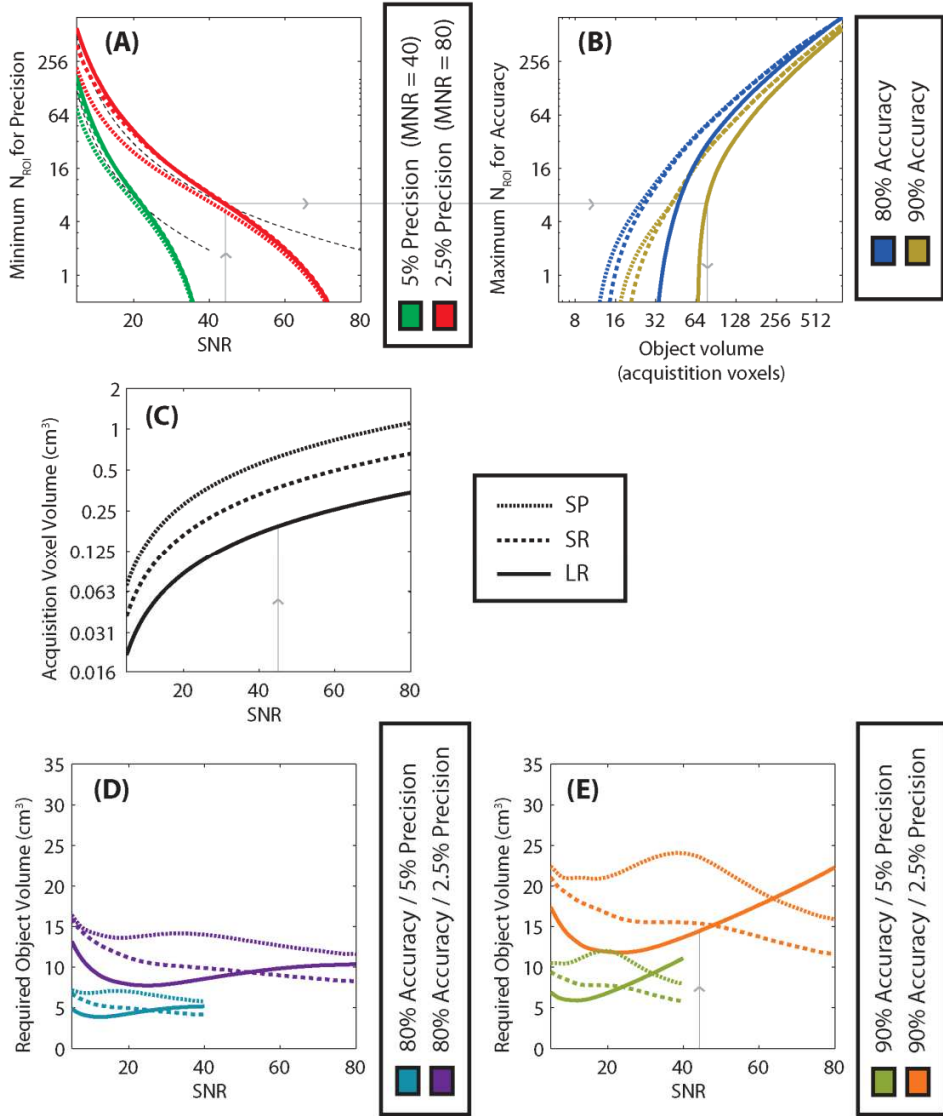 (A)
Minimum N_ROI for Precision
256
64
16
4
1
20
40
60
80
SNR
5% Precision (MNR = 40)
2.5% Precision (MNR = 80)
(B)
Maximum N_ROI for Accuracy
256
64
16
4
1
8
16
32
64
128
256
512
Object volume
(acquistition voxels)
80% Accuracy
90% Accuracy
(C)
Acquisition Voxel Volume (cm³)
2
1
0.5
0.25
0.125
0.063
0.031
0.016
20
40
60
80
SNR
SP
SR
LR
(D)
Required Object Volume (cm³)
35
30
25
20
15
10
5
0
20
40
60
80
SNR
80% Accuracy / 5% Precision
80% Accuracy / 2.5% Precision
(E)
Required Object Volume (cm³)
35
30
25
20
15
10
5
0
20
40
60
80
SNR
90% Accuracy / 5% Precision
90% Accuracy / 2.5% Precision